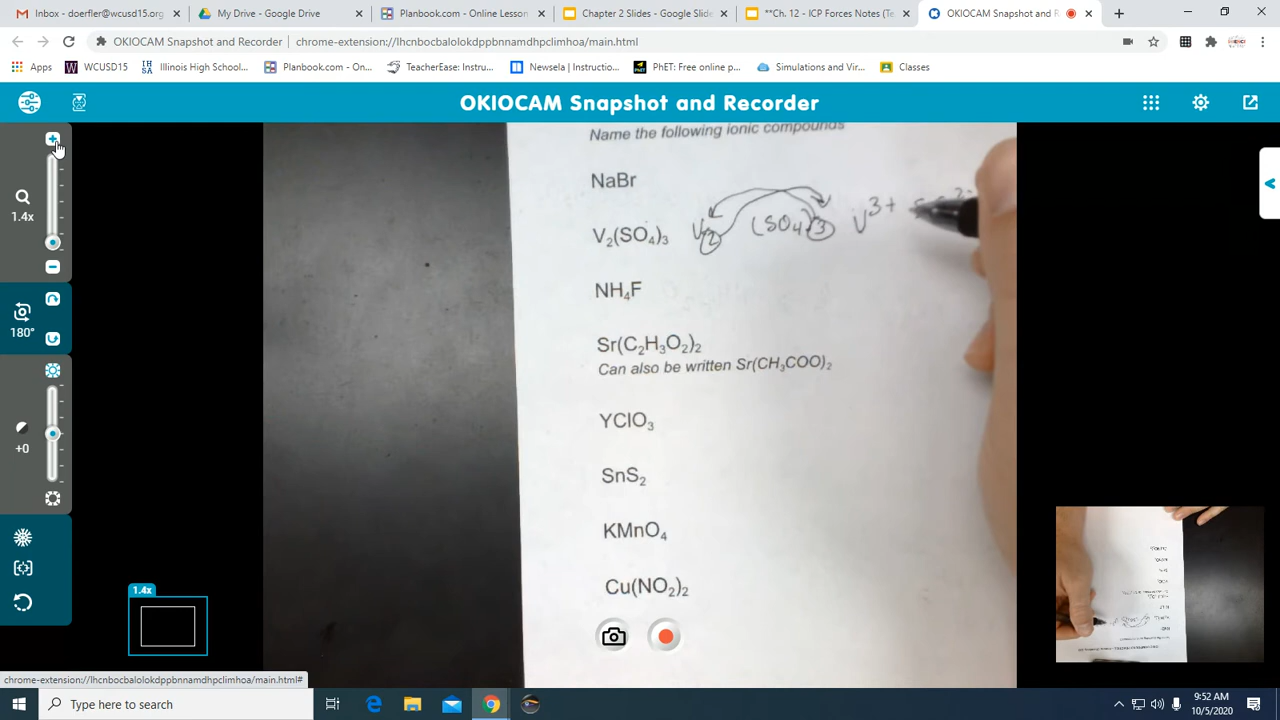 Inbox - doerfler@wcusd15.org
My Drive - Google Drive
Planbook.com - Online Lesson
Chapter 2 Slides - Google Slide
**Ch. 12 - ICP Forces Notes (Te
OKIOCAM Snapshot and R
OKIOCAM Snapshot and Recorder | chrome-extension://lhcnbocbalolokdppbnnamdhpclimhoa/main.html
Apps
WCUSD15
Illinois High School...
Planbook.com - On...
TeacherEase: Instru...
Newsela | Instructio...
PhET: Free online p...
Simulations and Vir...
Classes
OKIOCAM Snapshot and Recorder
1.4x
180°
+0
Name the following ionic compounds
NaBr
V₂(SO₄)₃ V₂ (SO₄)₃ V³⁺
NH₄F
Sr(C₂H₃O₂)₂
Can also be written Sr(CH₃COO)₂
YClO₃
SnS₂
KMnO₄
Cu(NO₂)₂
1.4x
chrome-extension://lhcnbocbalolokdppbnnamdhpclimhoa/main.html#
Type here to search
9:52 AM
10/5/2020